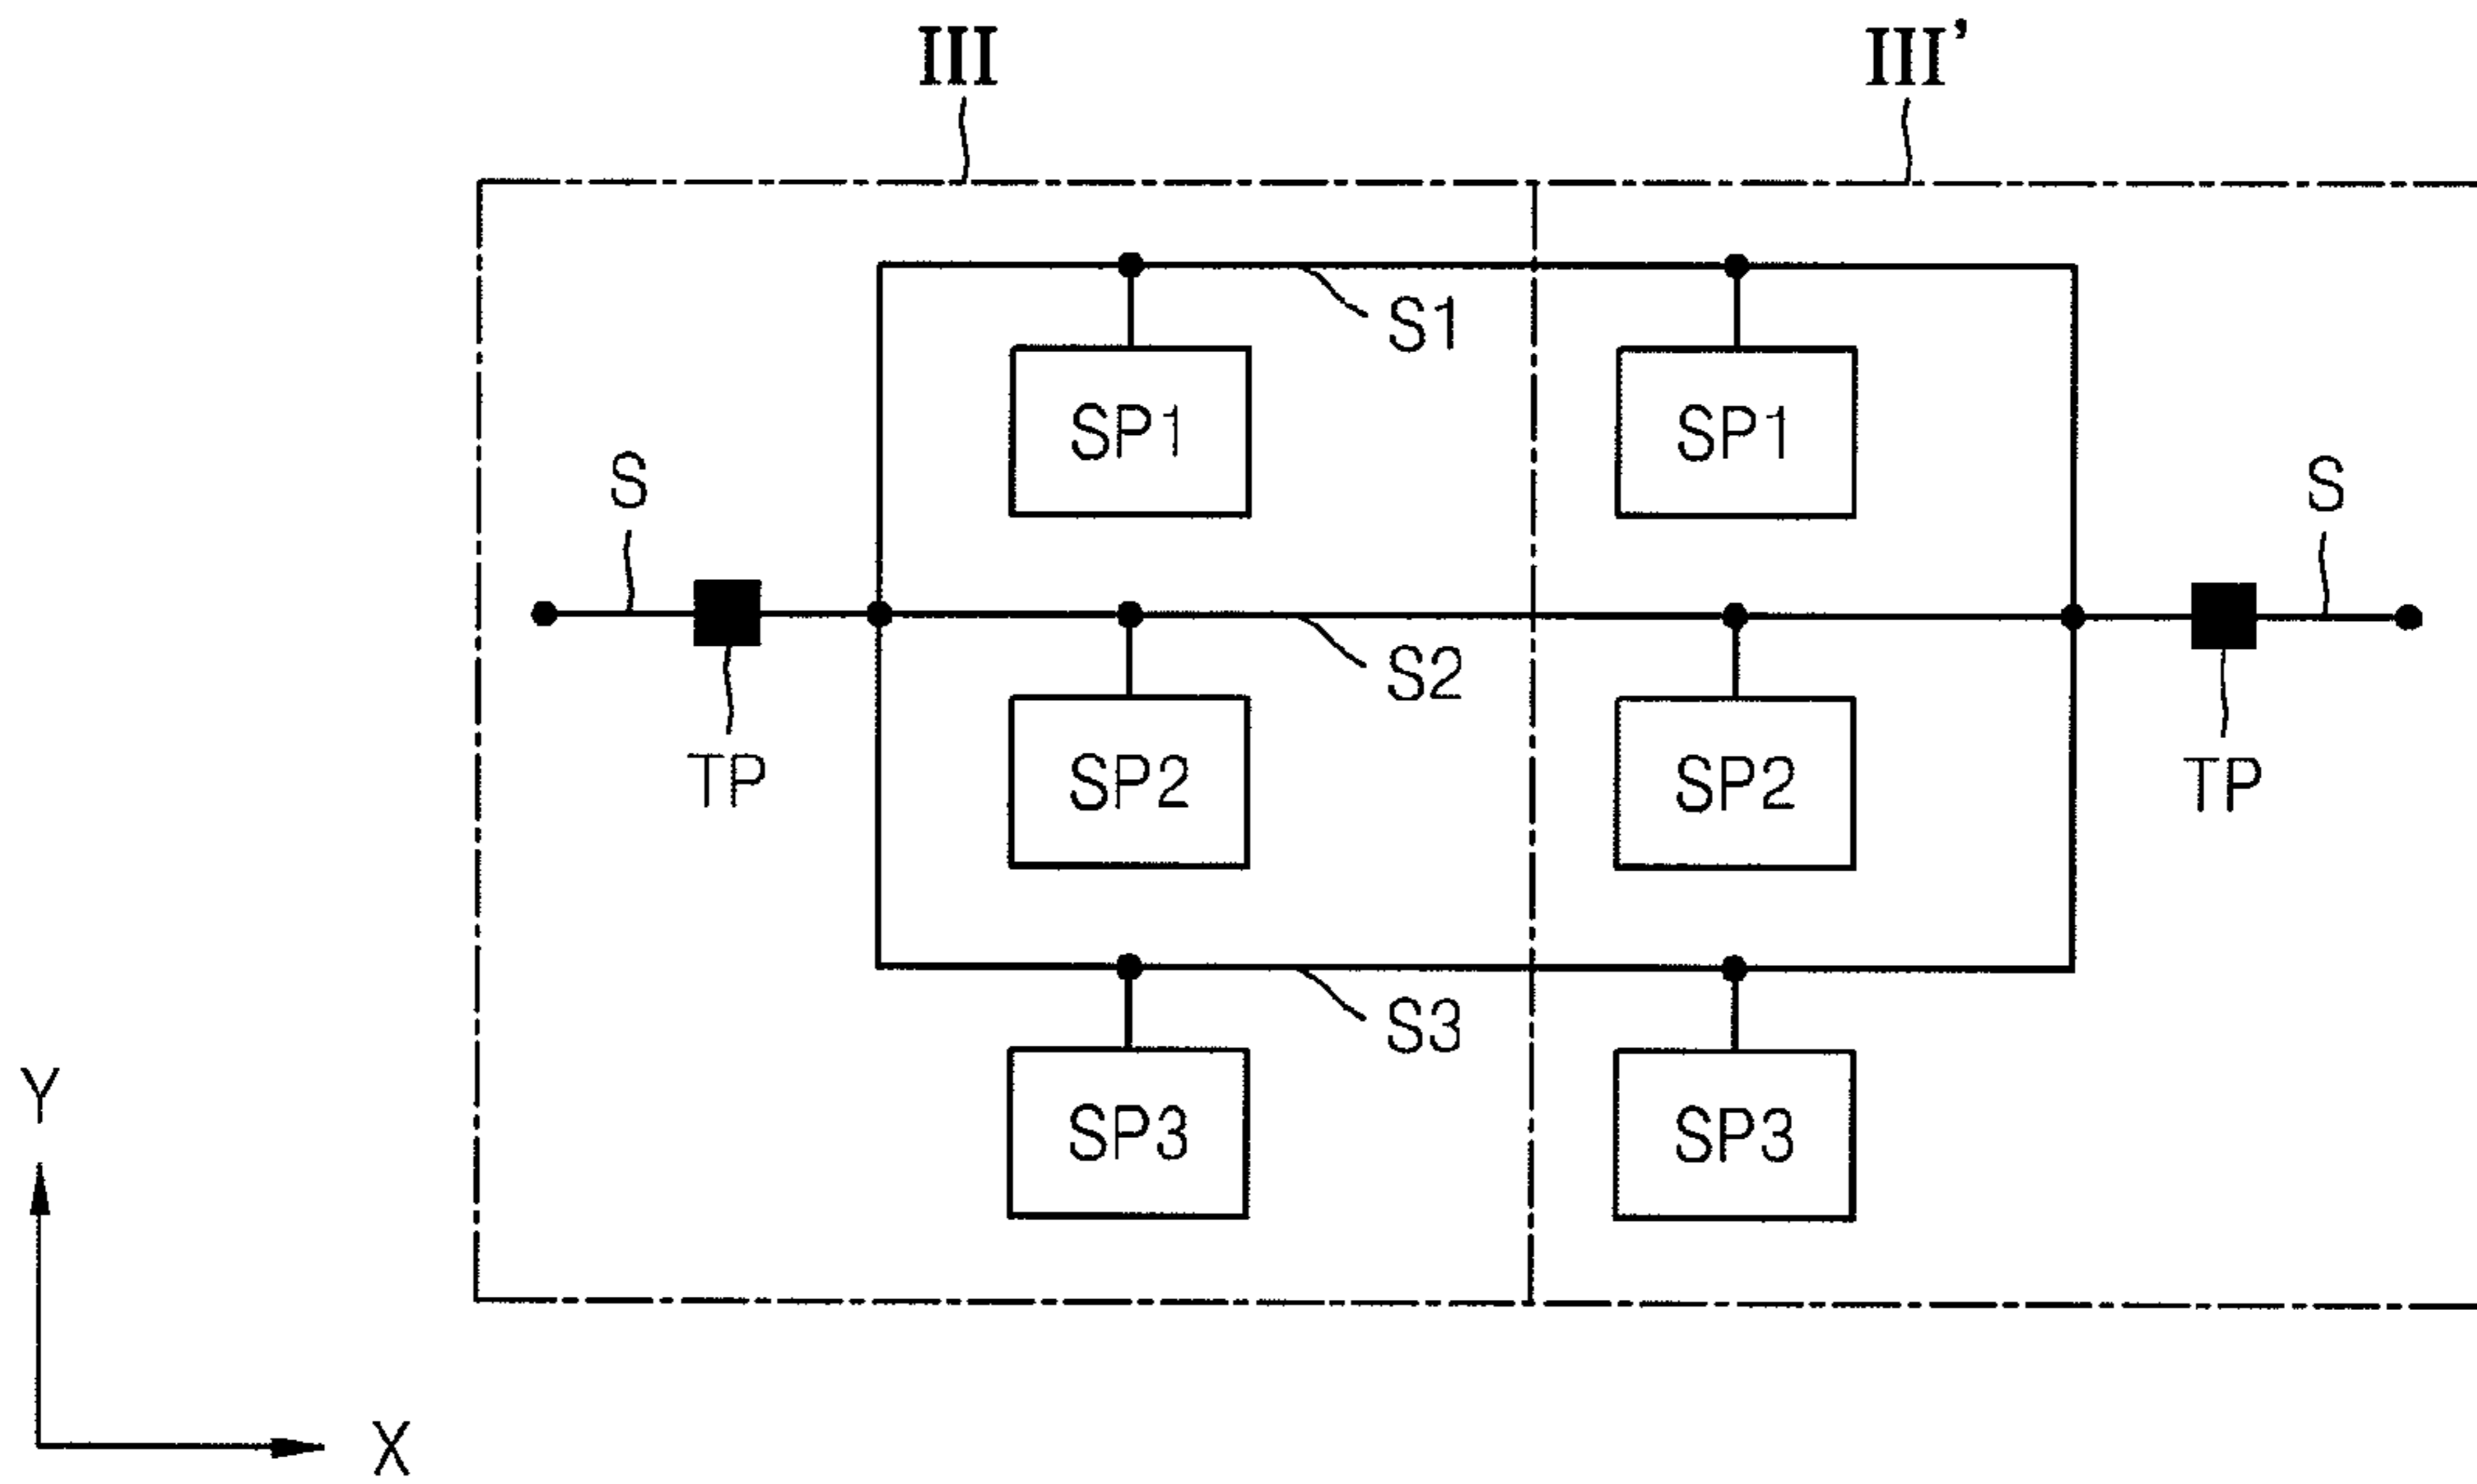 III III’
S1
SP1 SP1
S S
S2
TP SP2 SP2 TP
S3
Y SP3 SP3
X